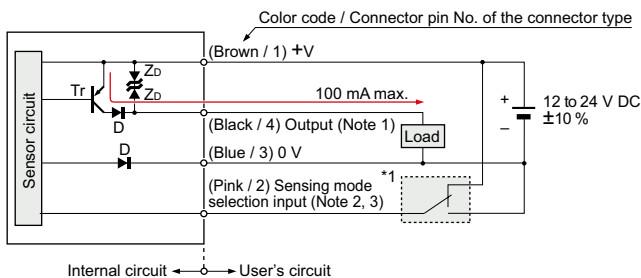 Color code / Connector pin No. of the connector type
(Brown / 1) +V
Tr
ZD
ZD
100 mA max.
D
(Black / 4) Output (Note 1)
Load
+
–
12 to 24 V DC
±10 %
Sensor circuit
D
(Blue / 3) 0 V
(Pink / 2) Sensing mode
selection input (Note 2, 3)
*1
Internal circuit
User's circuit